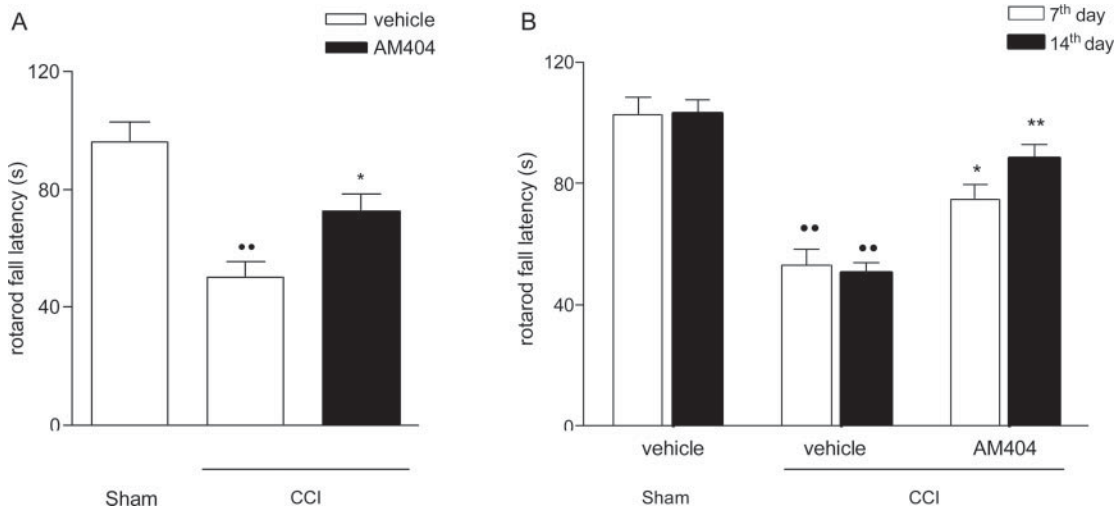 A
vehicle
AM404
120
80
40
0
rotarod fall latency (s)
••
*
Sham
CCI
B
7th day
14th day
120
80
40
0
rotarod fall latency (s)
••
••
*
**
vehicle
vehicle
AM404
Sham
CCI